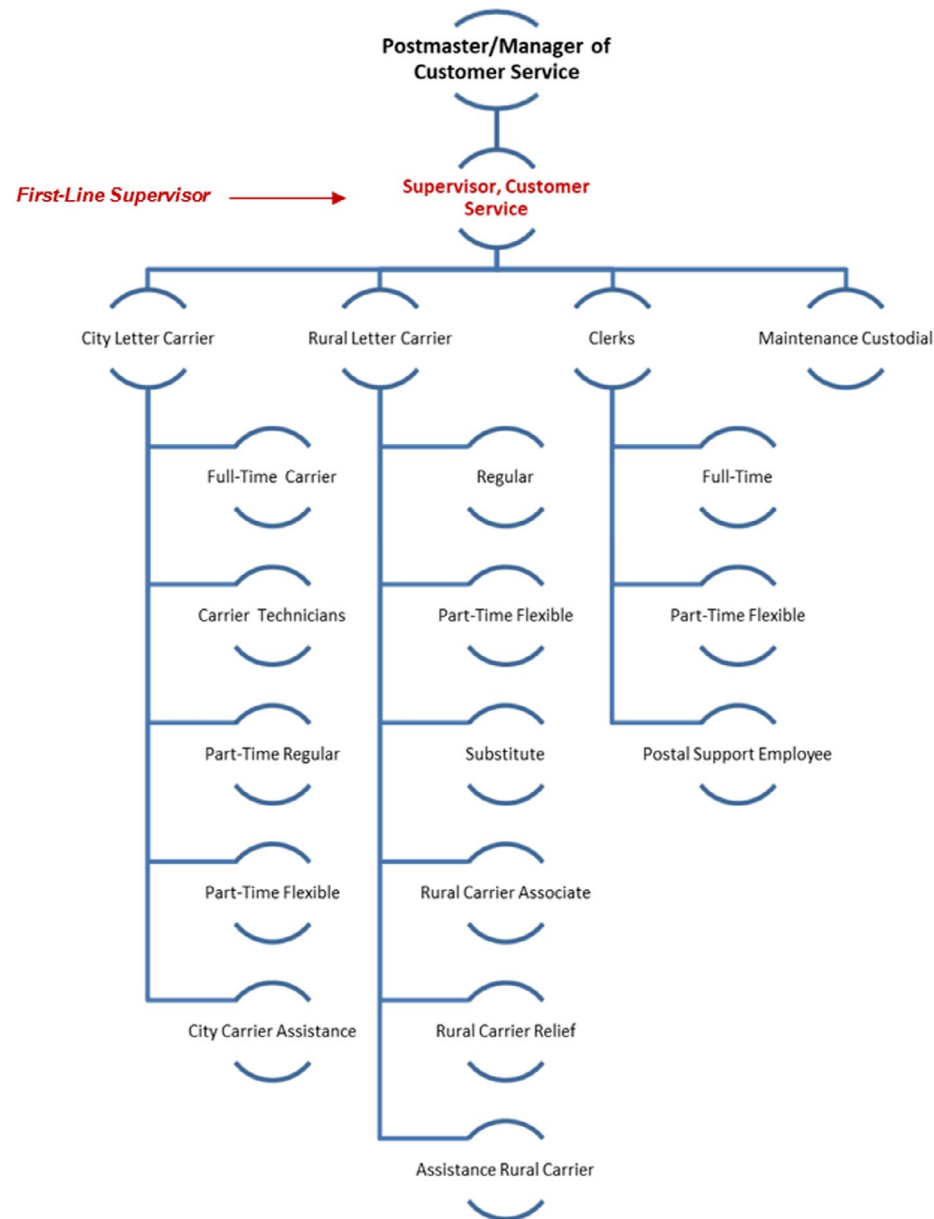 Postmaster/Manager of
Customer Service
First-Line Supervisor
Supervisor, Customer
Service
City Letter Carrier
Rural Letter Carrier
Clerks
Maintenance Custodial
Full-Time Carrier
Regular
Full-Time
Carrier Technicians
Part-Time Flexible
Part-Time Flexible
Part-Time Regular
Substitute
Postal Support Employee
Part-Time Flexible
Rural Carrier Associate
City Carrier Assistance
Rural Carrier Relief
Assistance Rural Carrier